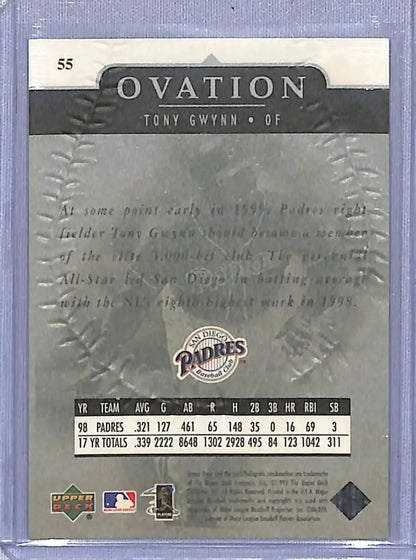 55
OVATION
TONY GWYNN • OF
At some point early in 1999, Padres right
fielder Tony Gwynn should become a member
of the elite 3,000-hit club. The perennial
All-Star led San Diego in batting average
with the NL's eighth-highest mark in 1998.
SAN DIEGO
PADRES
Baseball Club
YR TEAM AVG G AB R H 2B 3B HR RBI SB
98 PADRES .321 127 461 65 148 35 0 16 69 3
17 YR TOTALS .339 2222 8648 1302 2928 495 84 123 1042 311
UPPER
DECK